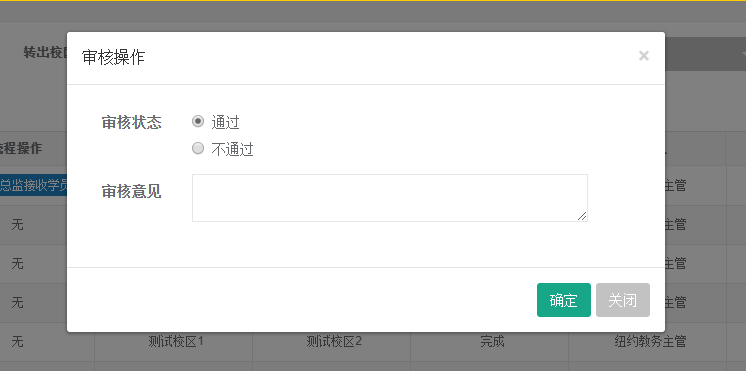 转出校区
审核操作
×
审核状态
通过
不通过
流程操作
总监接收学员
主管
审核意见
无
主管
无
主管
无
主管
确定
关闭
无
测试校区1
测试校区2
完成
纽约教务主管